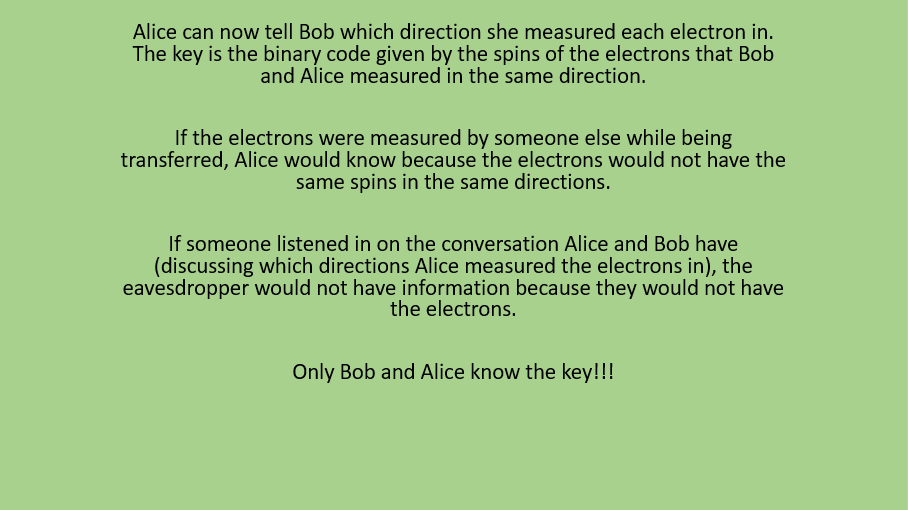 Alice can now tell Bob which direction she measured each electron in.
The key is the binary code given by the spins of the electrons that Bob
and Alice measured in the same direction.
If the electrons were measured by someone else while being
transferred, Alice would know because the electrons would not have the
same spins in the same directions.
If someone listened in on the conversation Alice and Bob have
(discussing which directions Alice measured the electrons in), the
eavesdropper would not have information because they would not have
the electrons.
Only Bob and Alice know the key!!!